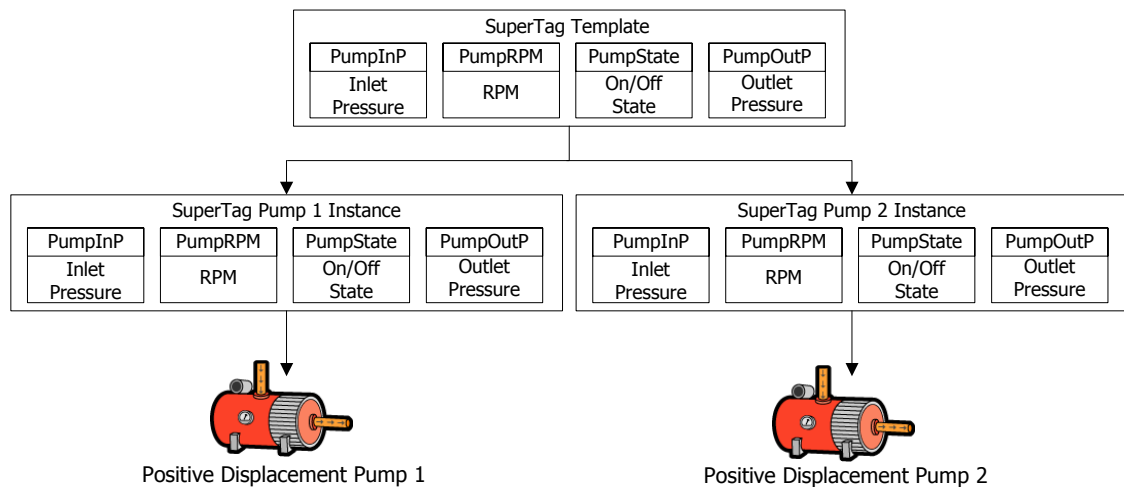 SuperTag Template
PumpInP PumpRPM PumpState PumpOutP
Inlet Pressure RPM On/Off State Outlet Pressure
SuperTag Pump 1 Instance
PumpInP PumpRPM PumpState PumpOutP
Inlet Pressure RPM On/Off State Outlet Pressure
SuperTag Pump 2 Instance
PumpInP PumpRPM PumpState PumpOutP
Inlet Pressure RPM On/Off State Outlet Pressure
Positive Displacement Pump 1
Positive Displacement Pump 2